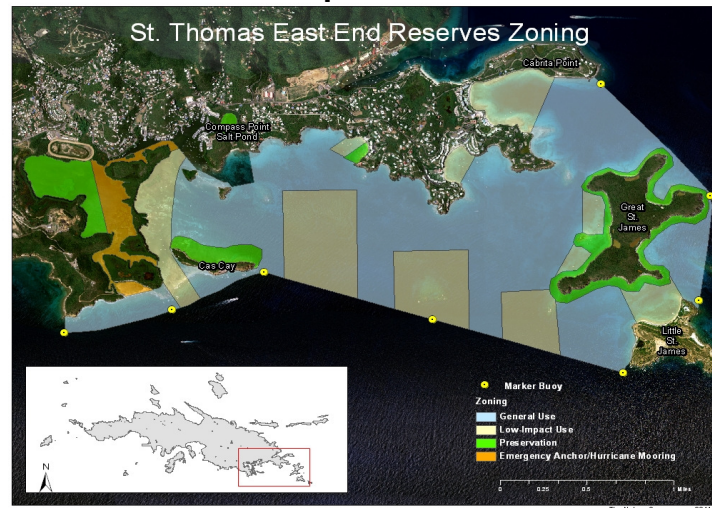 St. Thomas East End Reserves Zoning
Cabrita Point
Compass Point
Salt Pond
Great
St.
James
Cas Cay
Little
St.
James
Marker Buoy
Zoning
General Use
Low-Impact Use
Preservation
Emergency Anchor/Hurricane Mooring
N
0 0.25 0.5 1 Miles